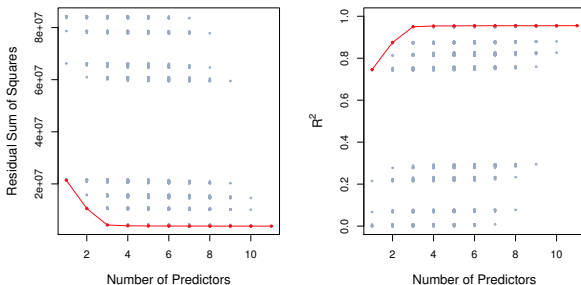 Residual Sum of Squares
8e+07
6e+07
4e+07
2e+07
2 4 6 8 10
Number of Predictors
R²
1.0
0.8
0.6
0.4
0.2
0.0
2 4 6 8 10
Number of Predictors